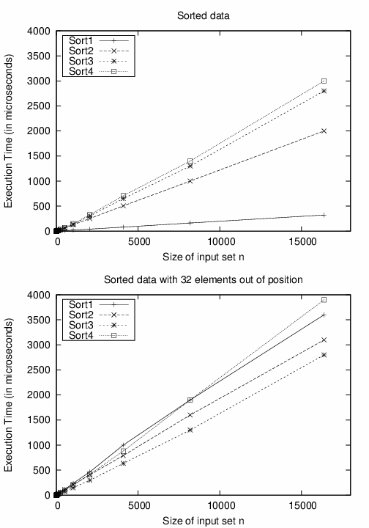 Sorted data
Execution Time (in microseconds)
4000
3500
3000
2500
2000
1500
1000
500
0
Sort1
Sort2
Sort3
Sort4
0 5000 10000 15000
Size of input set n
Sorted data with 32 elements out of position
Execution Time (in microseconds)
4000
3500
3000
2500
2000
1500
1000
500
0
Sort1
Sort2
Sort3
Sort4
0 5000 10000 15000
Size of input set n